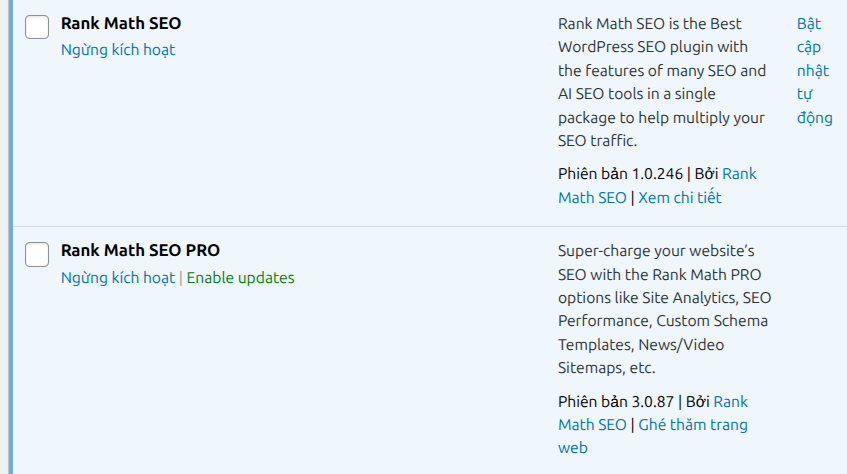 Rank Math SEO
Ngừng kích hoạt
Rank Math SEO is the Best
WordPress SEO plugin with
the features of many SEO and
AI SEO tools in a single
package to help multiply your
SEO traffic.
Phiên bản 1.0.246 | Bởi Rank
Math SEO | Xem chi tiết
Bật
cập
nhật
tự
động
Rank Math SEO PRO
Ngừng kích hoạt | Enable updates
Super-charge your website’s
SEO with the Rank Math PRO
options like Site Analytics, SEO
Performance, Custom Schema
Templates, News/Video
Sitemaps, etc.
Phiên bản 3.0.87 | Bởi Rank
Math SEO | Ghé thăm trang
web